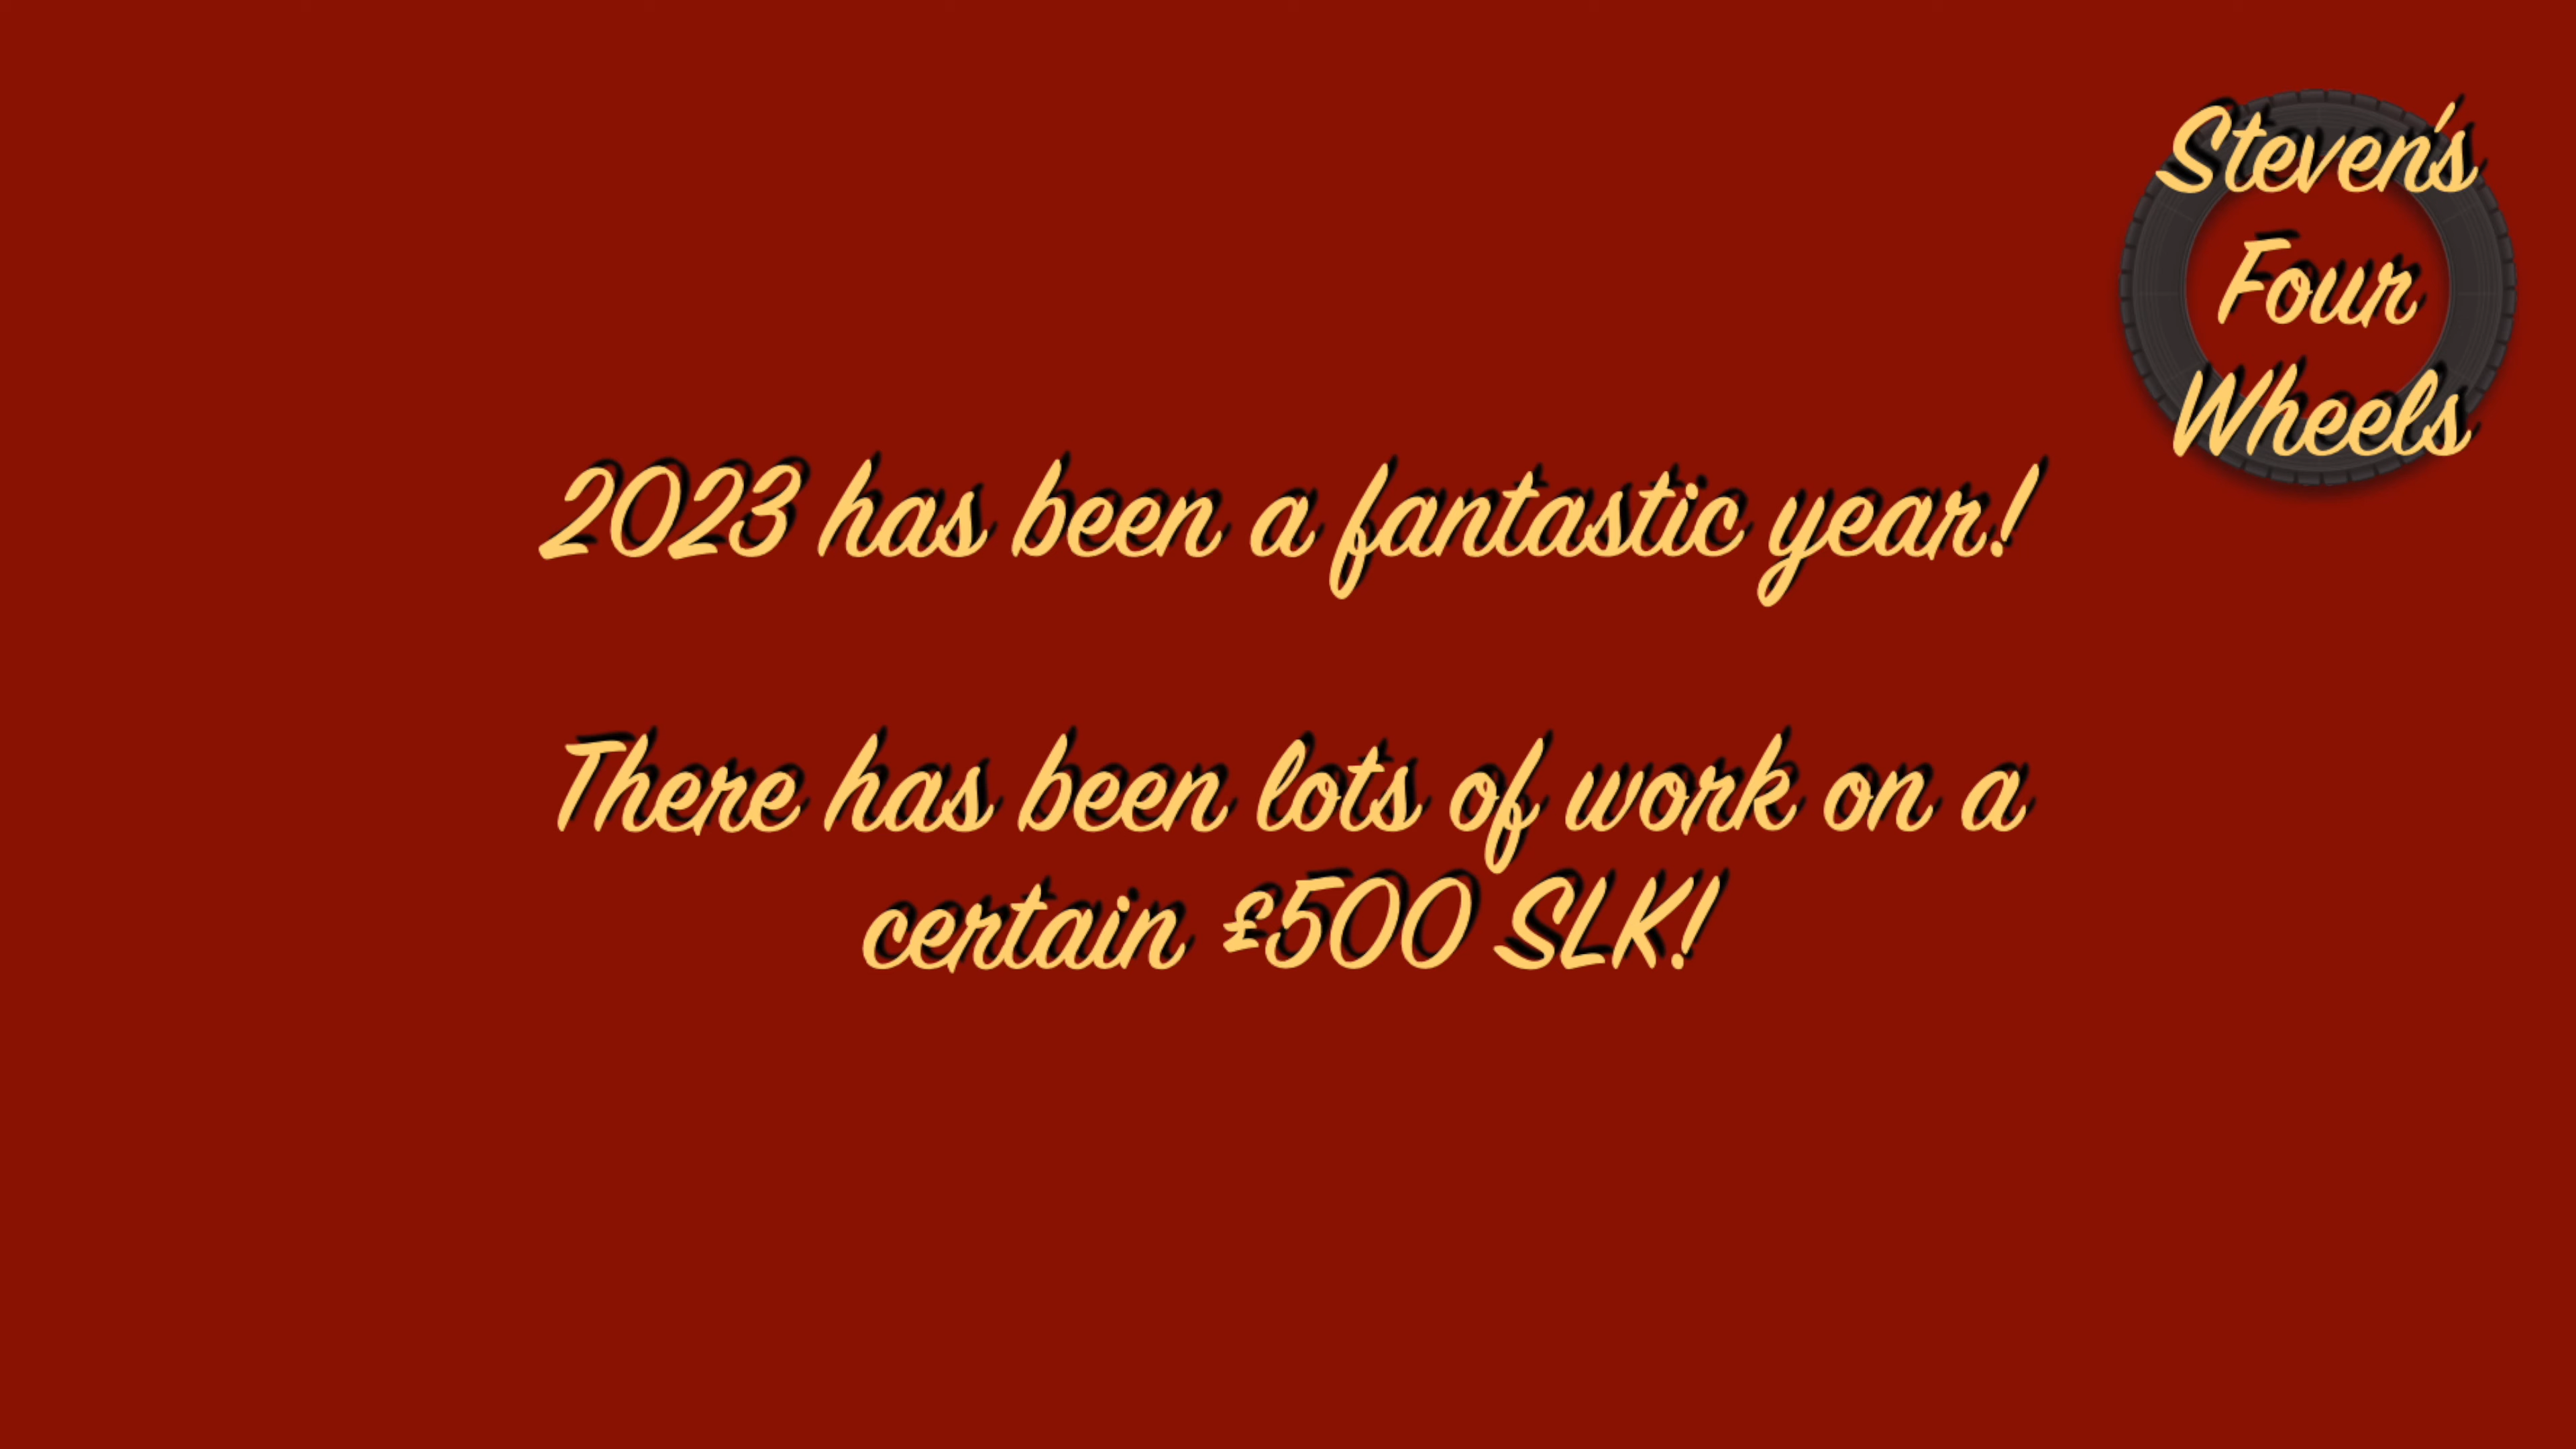 Steven's
Four
Wheels
2023 has been a fantastic year!
There has been lots of work on a
certain £500 SLK!